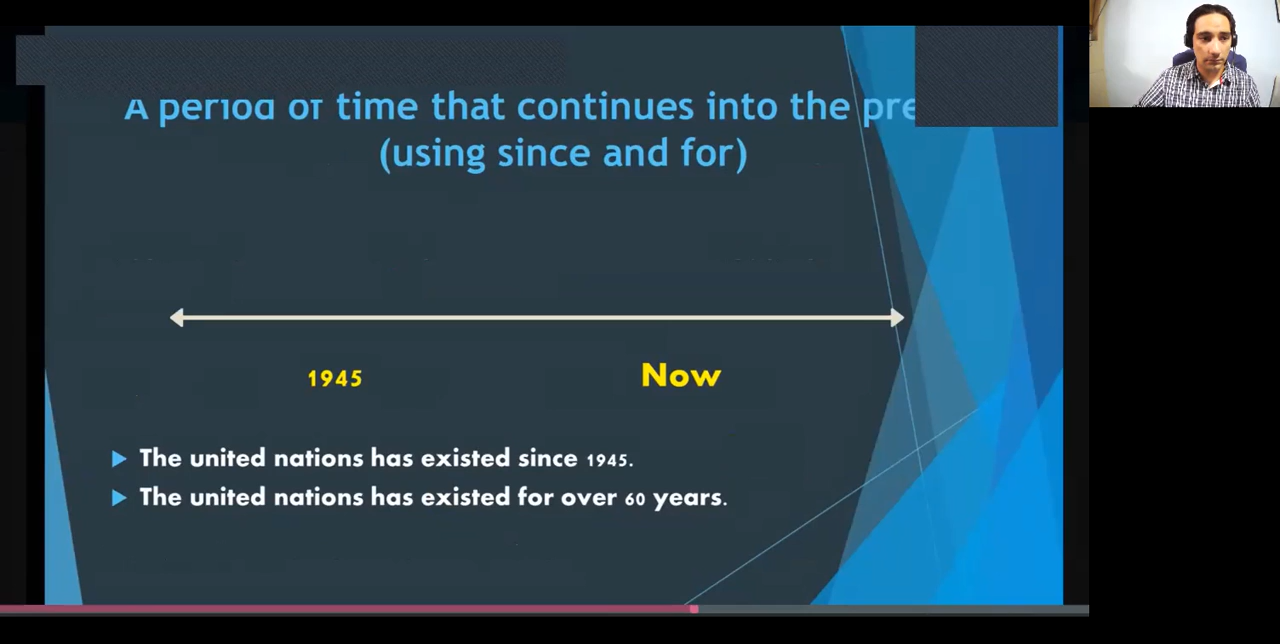 A period of time that continues into the pre
(using since and for)
1945 Now
The united nations has existed since 1945.
The united nations has existed for over 60 years.